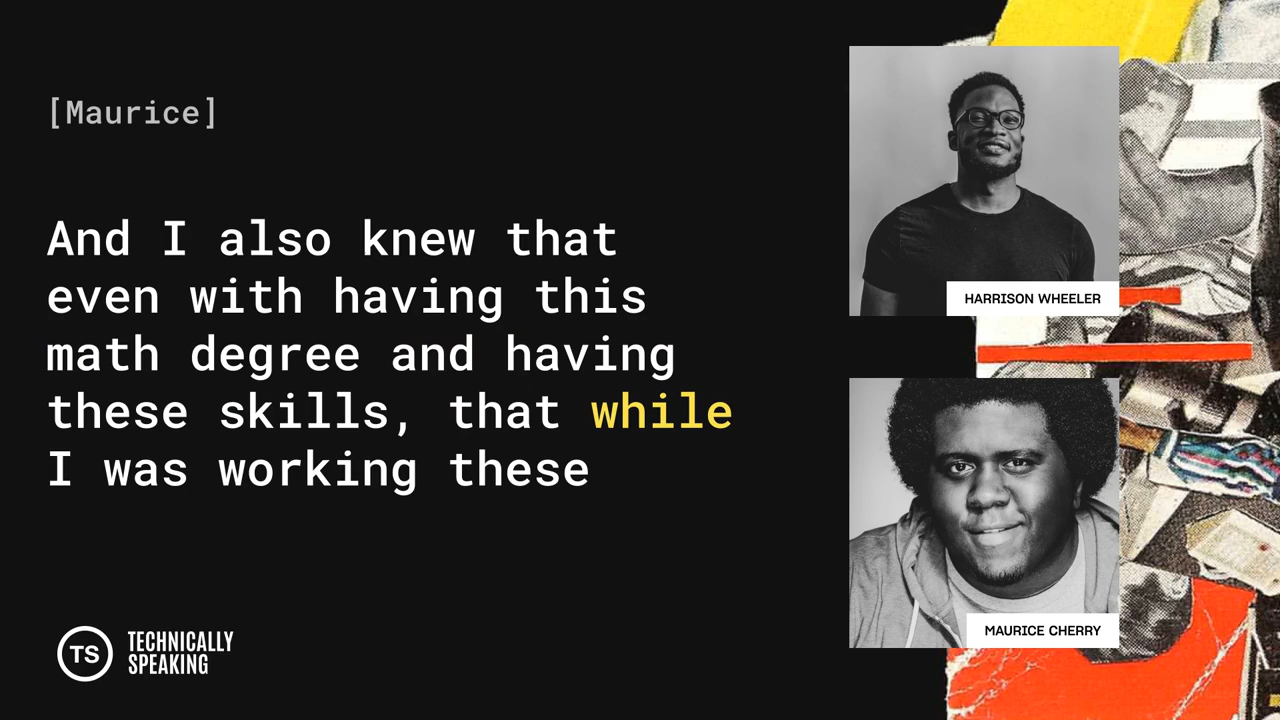 [Maurice]
And I also knew that
even with having this
math degree and having
these skills, that while
I was working these
HARRISON WHEELER
MAURICE CHERRY
TS
TECHNICALLY
SPEAKING